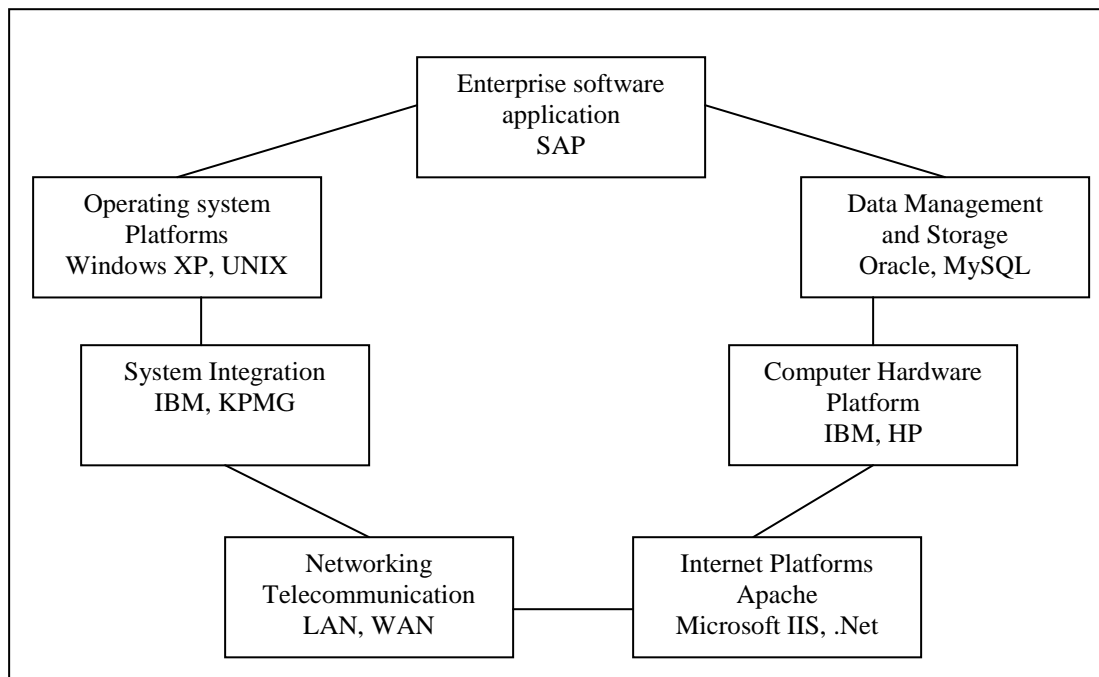 Enterprise software
application
SAP
Operating system
Platforms
Windows XP, UNIX
Data Management
and Storage
Oracle, MySQL
System Integration
IBM, KPMG
Computer Hardware
Platform
IBM, HP
Networking
Telecommunication
LAN, WAN
Internet Platforms
Apache
Microsoft IIS, .Net